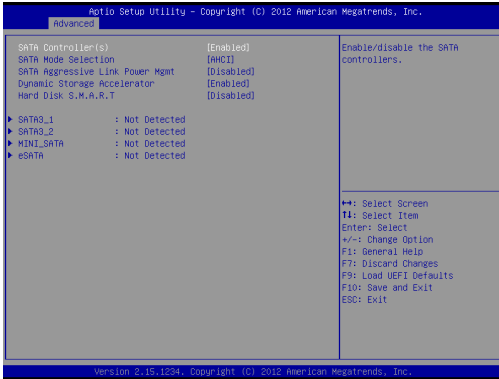 Aptio Setup Utility – Copyright (C) 2012 American Megatrends, Inc.
Advanced
SATA Controller(s) [Enabled]
SATA Mode Selection [AHCI]
SATA Aggressive Link Power Mgmt [Disabled]
Dynamic Storage Accelerator [Enabled]
Hard Disk S.M.A.R.T [Disabled]
SATA3_1 : Not Detected
SATA3_2 : Not Detected
MINI_SATA : Not Detected
eSATA : Not Detected
Enable/disable the SATA
controllers.
↔: Select Screen
↑↓: Select Item
Enter: Select
+/-: Change Option
F1: General Help
F7: Discard Changes
F9: Load UEFI Defaults
F10: Save and Exit
ESC: Exit
Version 2.15.1234. Copyright (C) 2012 American Megatrends, Inc.